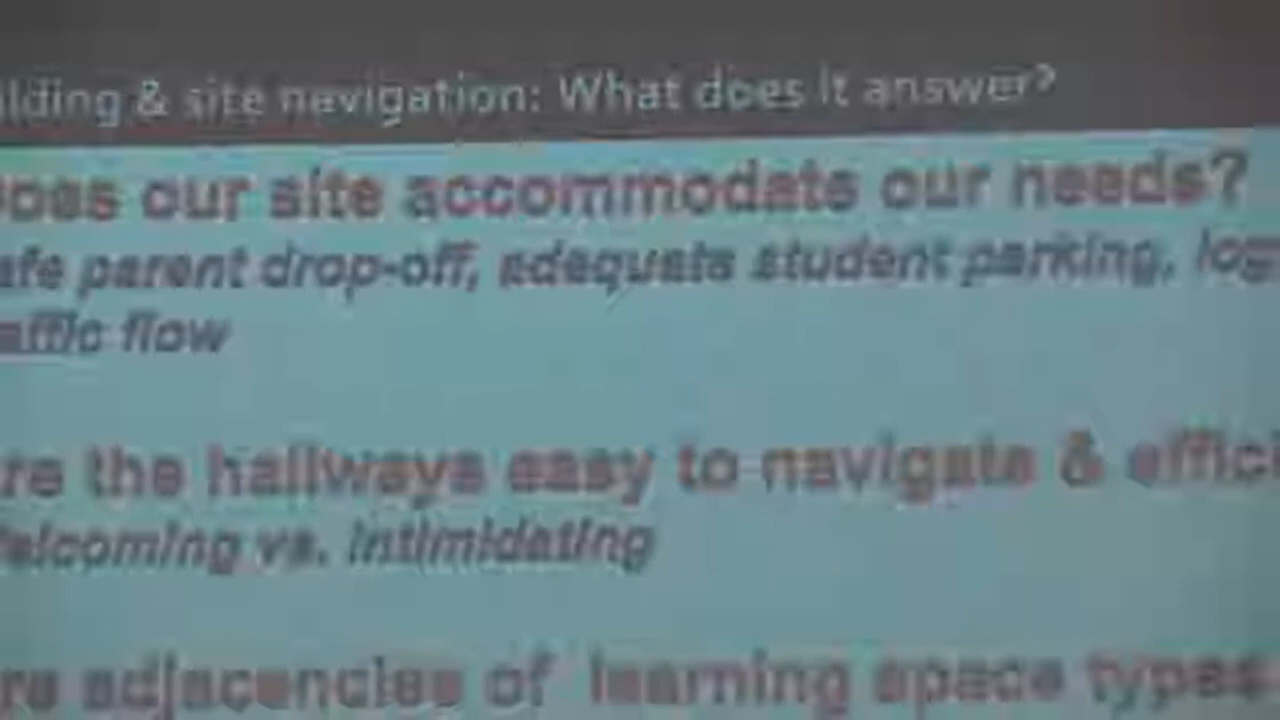 ilding & site navigation: What does it answer?
Does our site accommodate our needs?
afe parent drop-off, adequate student parking, log
affic flow
re the hallways easy to navigate & effici
elcoming vs. intimidating
re adjacencies of learning space types